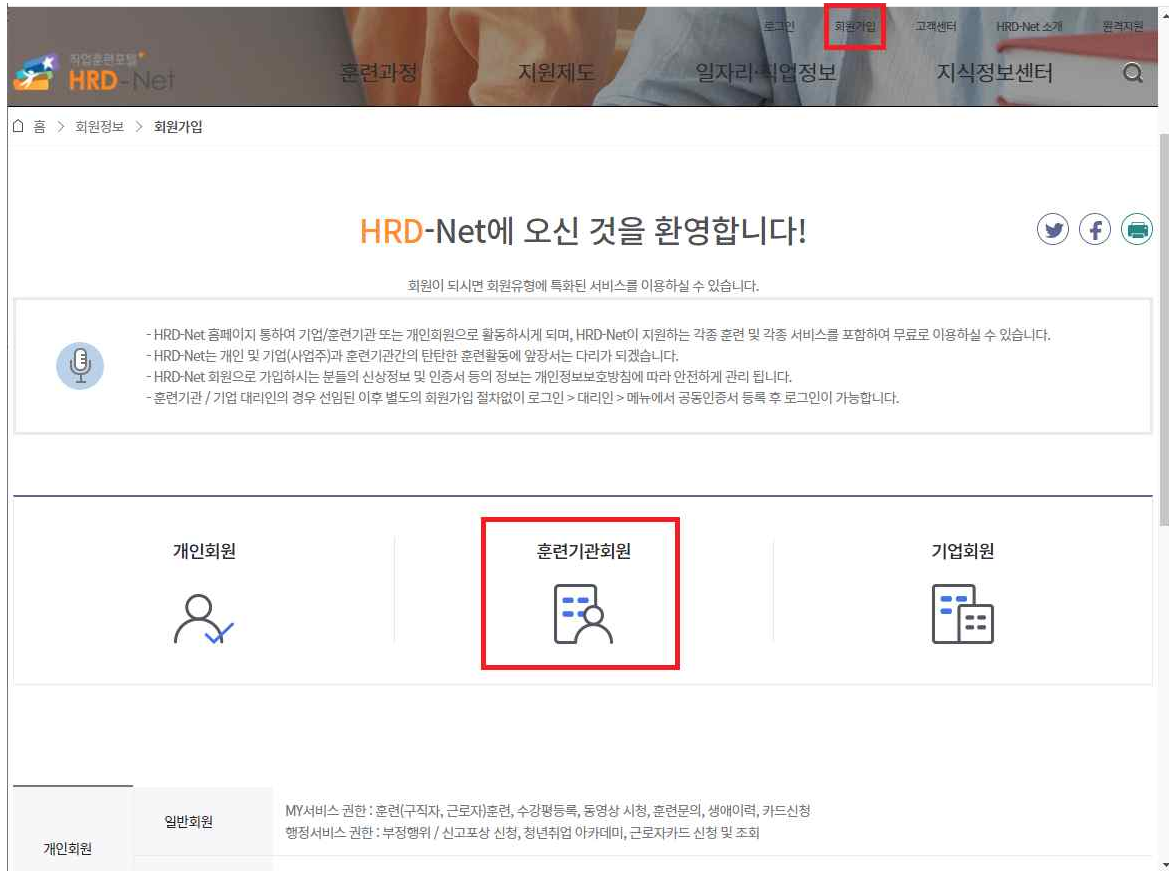 로그인 회원가입 고객센터 HRD-Net 소개 원격지원
직업훈련포털
HRD-Net
훈련과정 지원제도 일자리·직업정보 지식정보센터
홈 > 회원정보 > 회원가입
HRD-Net에 오신 것을 환영합니다!
회원이 되시면 회원유형에 특화된 서비스를 이용하실 수 있습니다.
- HRD-Net 홈페이지 통하여 기업/훈련기관 또는 개인회원으로 활동하시게 되며, HRD-Net이 지원하는 각종 훈련 및 각종 서비스를 포함하여 무료로 이용하실 수 있습니다.
- HRD-Net는 개인 및 기업(사업주)과 훈련기관간의 탄탄한 훈련활동에 앞장서는 다리가 되겠습니다.
- HRD-Net 회원으로 가입하시는 분들의 신상정보 및 인증서 등의 정보는 개인정보보호방침에 따라 안전하게 관리 됩니다.
- 훈련기관 / 기업 대리인의 경우 선임된 이후 별도의 회원가입 절차없이 로그인 > 대리인 > 메뉴에서 공동인증서 등록 후 로그인이 가능합니다.
개인회원 훈련기관회원 기업회원
개인회원
일반회원
MY서비스 권한 : 훈련(구직자, 근로자)훈련, 수강평등록, 동영상 시청, 훈련문의, 생애이력, 카드신청
행정서비스 권한 : 부정행위 / 신고포상 신청, 청년취업 아카데미, 근로자카드 신청 및 조회